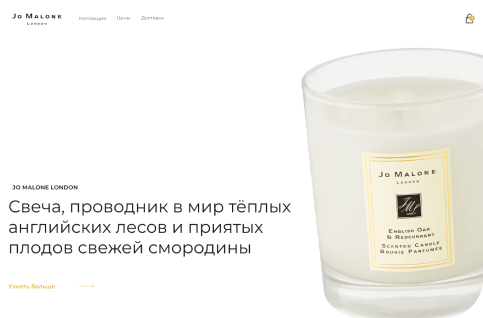 JO MALONE
LONDON
Коллекция Цены Доставка
JO MALONE LONDON
Свеча, проводник в мир тёплых
английских лесов и приятых
плодов свежей смородины
Узнать больше
JO MALONE
LONDON
JM
ENGLISH OAK
& REDCURRANT
SCENTED CANDLE
BOUGIE PARFUMÉE